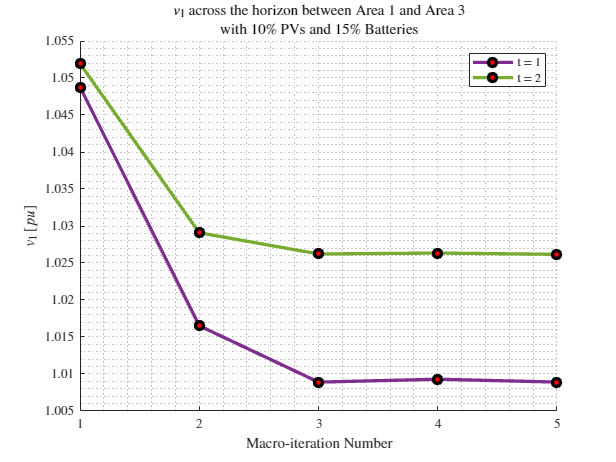 v₁ across the horizon between Area 1 and Area 3
with 10% PVs and 15% Batteries
1.055
1.05
1.045
1.04
1.035
1.03
1.025
1.02
1.015
1.01
1.005
v₁ [pu]
t = 1
t = 2
1 2 3 4 5
Macro-iteration Number